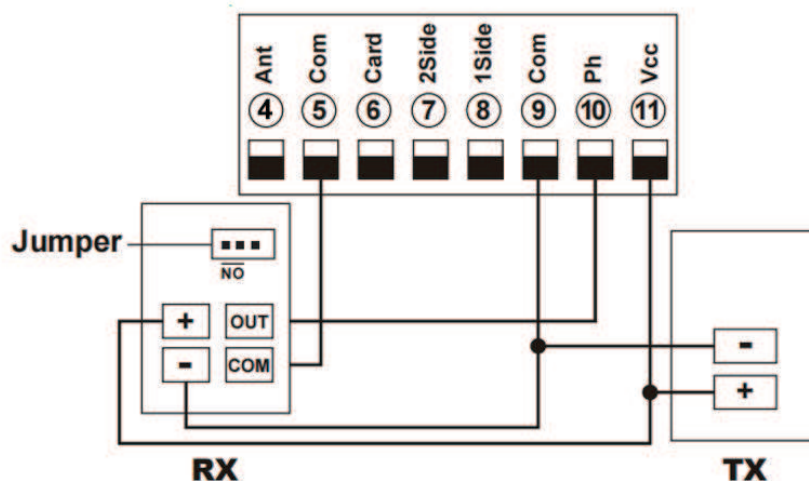 Ant Com Card 2Side 1Side Com Ph Vcc
4 5 6 7 8 9 10 11
Jumper
NO
+ OUT
- COM
-
+
RX
TX